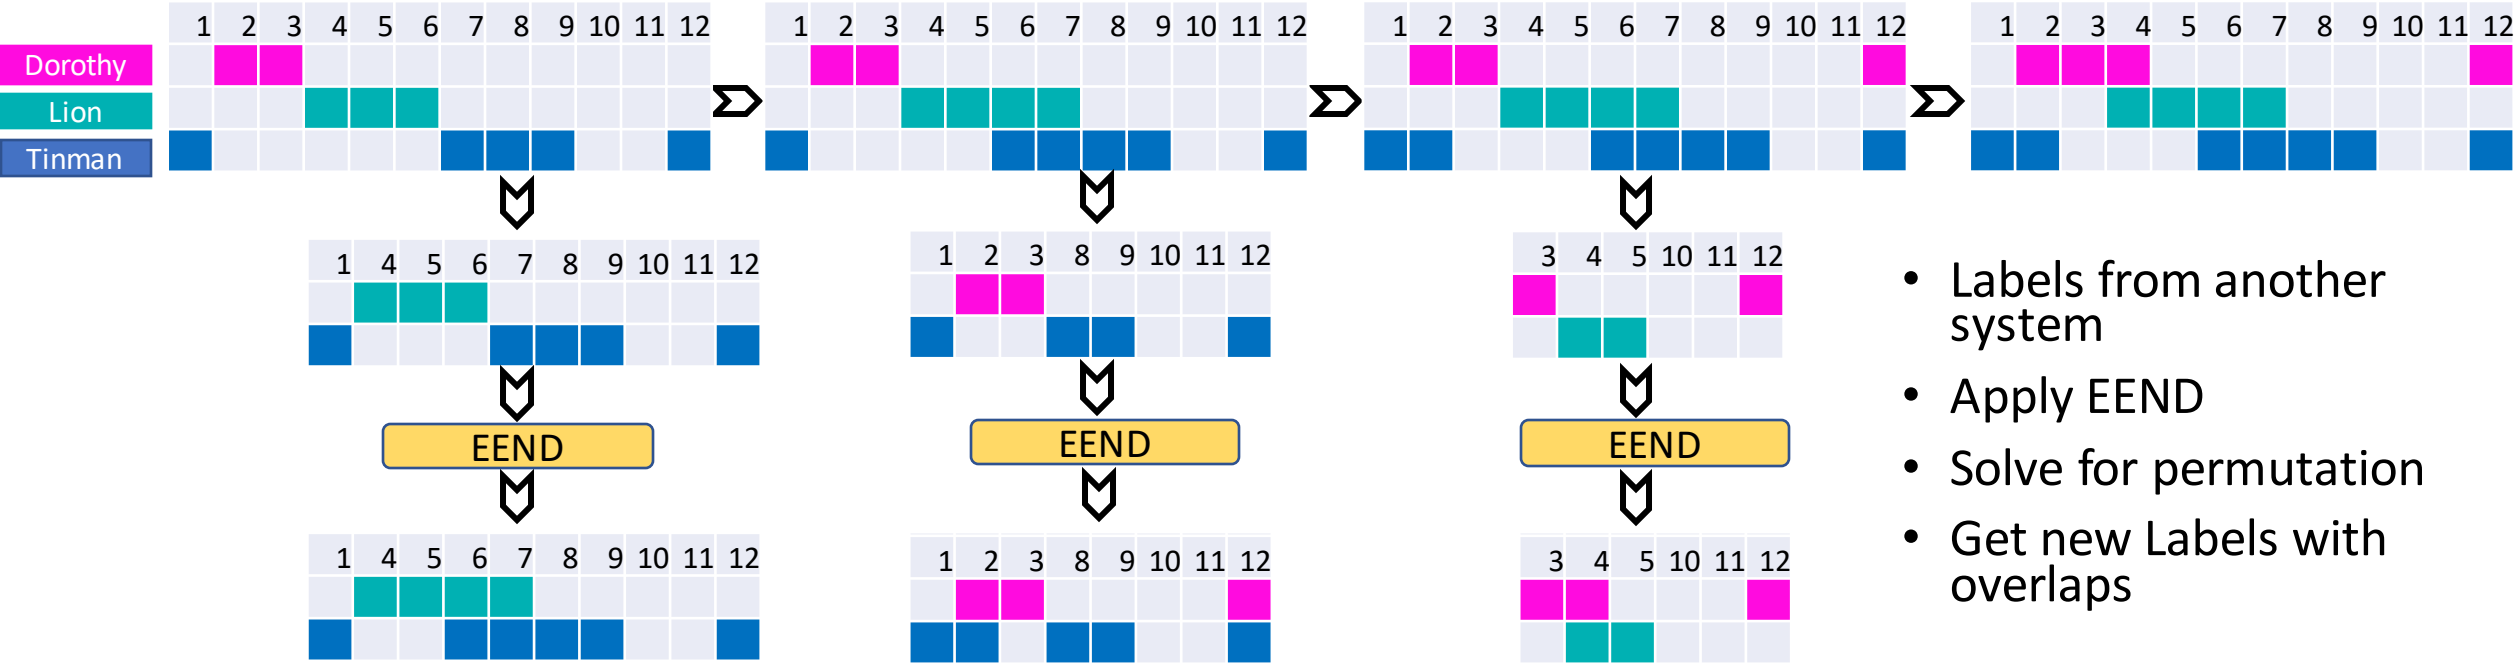 1 2 3 4 5 6 7 8 9 10 11 12
1 2 3 4 5 6 7 8 9 10 11 12
1 2 3 4 5 6 7 8 9 10 11 12
1 2 3 4 5 6 7 8 9 10 11 12
Dorothy
Lion
Tinman
1 4 5 6 7 8 9 10 11 12
1 2 3 8 9 10 11 12
3 4 5 10 11 12
EEND
EEND
EEND
1 4 5 6 7 8 9 10 11 12
1 2 3 8 9 10 11 12
3 4 5 10 11 12
• Labels from another
system
• Apply EEND
• Solve for permutation
• Get new Labels with
overlaps